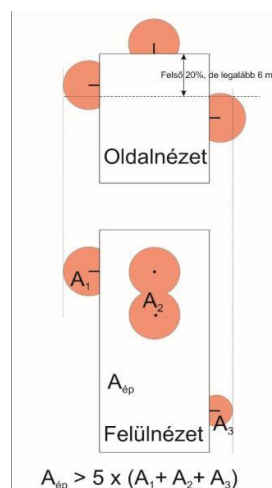 Felső 20%, de legalább 6 m
Oldalnézet
A1
A2
Aép
A3
Felülnézet
Aép > 5 x (A1+ A2 + A3)